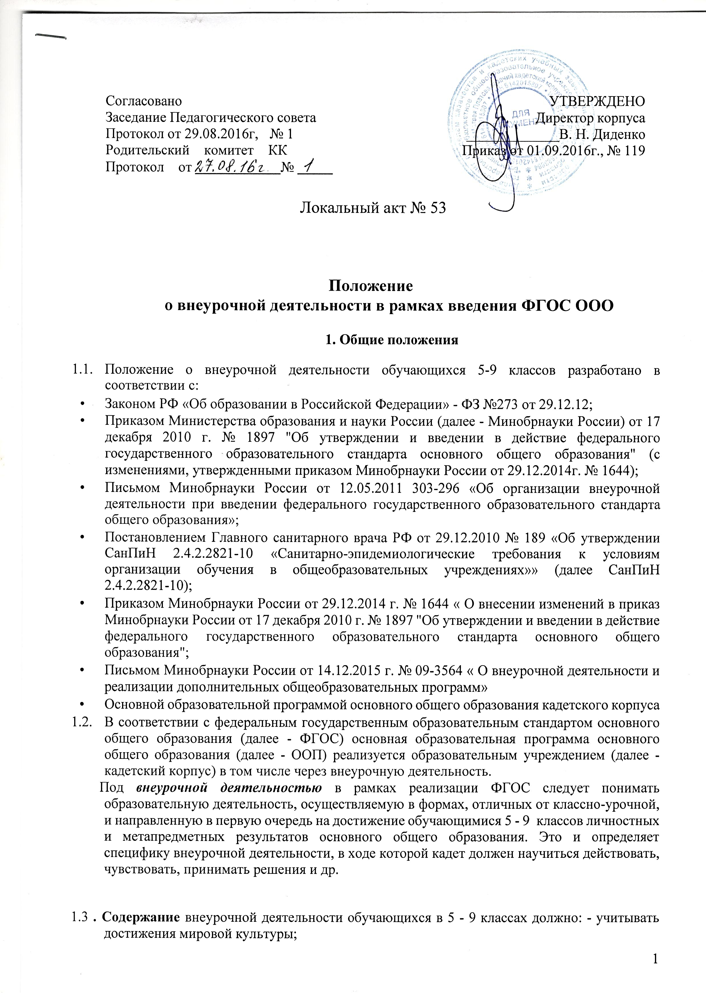 Согласовано
Заседание Педагогического совета
Протокол от 29.08.2016г, № 1
Родительский комитет КК
Протокол от 27.08.16г № 1
УТВЕРЖДЕНО
Директор корпуса
В. Н. Диденко
Приказ от 01.09.2016г., № 119
ДЛЯ
Локальный акт № 53
Положение
о внеурочной деятельности в рамках введения ФГОС ООО
1. Общие положения
1.1. Положение о внеурочной деятельности обучающихся 5-9 классов разработано в
соответствии с:
• Законом РФ «Об образовании в Российской Федерации» - ФЗ №273 от 29.12.12;
• Приказом Министерства образования и науки России (далее - Минобрнауки России) от 17
декабря 2010 г. № 1897 "Об утверждении и введении в действие федерального
государственного образовательного стандарта основного общего образования" (с
изменениями, утвержденными приказом Минобрнауки России от 29.12.2014г. № 1644);
• Письмом Минобрнауки России от 12.05.2011 303-296 «Об организации внеурочной
деятельности при введении федерального государственного образовательного стандарта
общего образования»;
• Постановлением Главного санитарного врача РФ от 29.12.2010 № 189 «Об утверждении
СанПиН 2.4.2.2821-10 «Санитарно-эпидемиологические требования к условиям
организации обучения в общеобразовательных учреждениях»» (далее СанПиН
2.4.2.2821-10);
• Приказом Минобрнауки России от 29.12.2014 г. № 1644 « О внесении изменений в приказ
Минобрнауки России от 17 декабря 2010 г. № 1897 "Об утверждении и введении в действие
федерального государственного образовательного стандарта основного общего
образования";
• Письмом Минобрнауки России от 14.12.2015 г. № 09-3564 « О внеурочной деятельности и
реализации дополнительных общеобразовательных программ»
• Основной образовательной программой основного общего образования кадетского корпуса
1.2. В соответствии с федеральным государственным образовательным стандартом основного
общего образования (далее - ФГОС) основная образовательная программа основного
общего образования (далее - ООП) реализуется образовательным учреждением (далее -
кадетский корпус) в том числе через внеурочную деятельность.
Под внеурочной деятельностью в рамках реализации ФГОС следует понимать
образовательную деятельность, осуществляемую в формах, отличных от классно-урочной,
и направленную в первую очередь на достижение обучающимися 5 - 9 классов личностных
и метапредметных результатов основного общего образования. Это и определяет
специфику внеурочной деятельности, в ходе которой кадет должен научиться действовать,
чувствовать, принимать решения и др.
1.3 . Содержание внеурочной деятельности обучающихся в 5 - 9 классах должно: - учитывать
достижения мировой культуры;
1